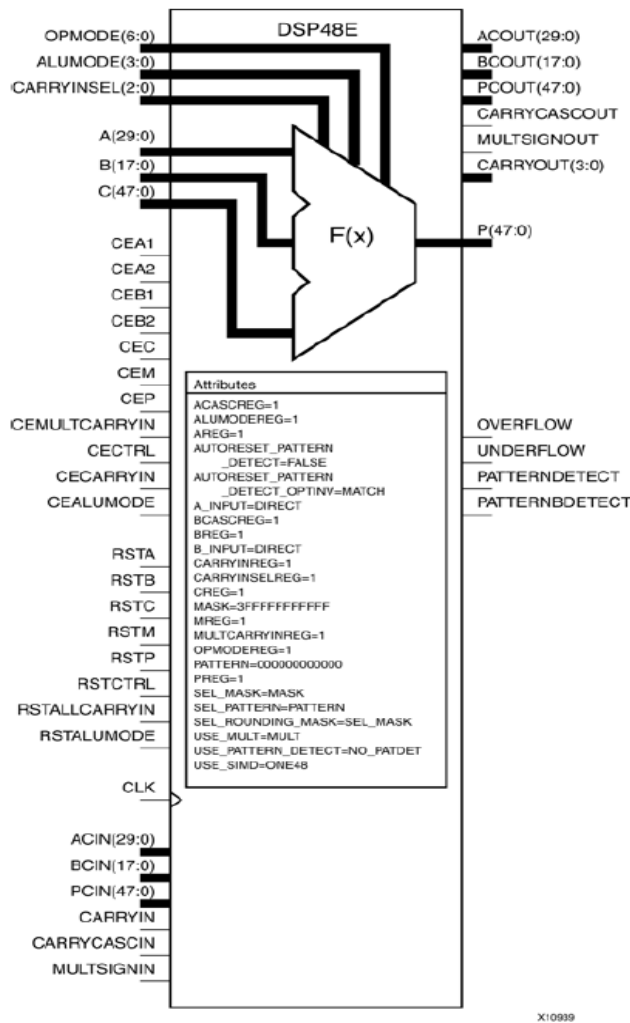 DSP48E
OPMODE(6:0)
ALUMODE(3:0)
CARRYINSEL(2:0)
A(29:0)
B(17:0)
C(47:0)
CEA1
CEA2
CEB1
CEB2
CEC
CEM
CEP
CEMULTCARRYIN
CECTRL
CECARRYIN
CEALUMODE
RSTA
RSTB
RSTC
RSTM
RSTP
RSTCTRL
RSTALLCARRYIN
RSTALUMODE
CLK
ACIN(29:0)
BCIN(17:0)
PCIN(47:0)
CARRYIN
CARRYCASCIN
MULTSIGNIN
F(x)
Attributes
ACASCREG=1
ALUMODEREG=1
AREG=1
AUTORESET_PATTERN
_DETECT=FALSE
AUTORESET_PATTERN
_DETECT_OPTINV=MATCH
A_INPUT=DIRECT
BCASCREG=1
BREG=1
B_INPUT=DIRECT
CARRYINREG=1
CARRYINSELREG=1
CREG=1
MASK=3FFFFFFFFFFF
MREG=1
MULTCARRYINREG=1
OPMODEREG=1
PATTERN=000000000000
PREG=1
SEL_MASK=MASK
SEL_PATTERN=PATTERN
SEL_ROUNDING_MASK=SEL_MASK
USE_MULT=MULT
USE_PATTERN_DETECT=NO_PATDET
USE_SIMD=ONE48
ACOUT(29:0)
BCOUT(17:0)
PCOUT(47:0)
CARRYCASCOUT
MULTSIGNOUT
CARRYOUT(3:0)
P(47:0)
OVERFLOW
UNDERFLOW
PATTERNDETECT
PATTERNBDETECT
X10939